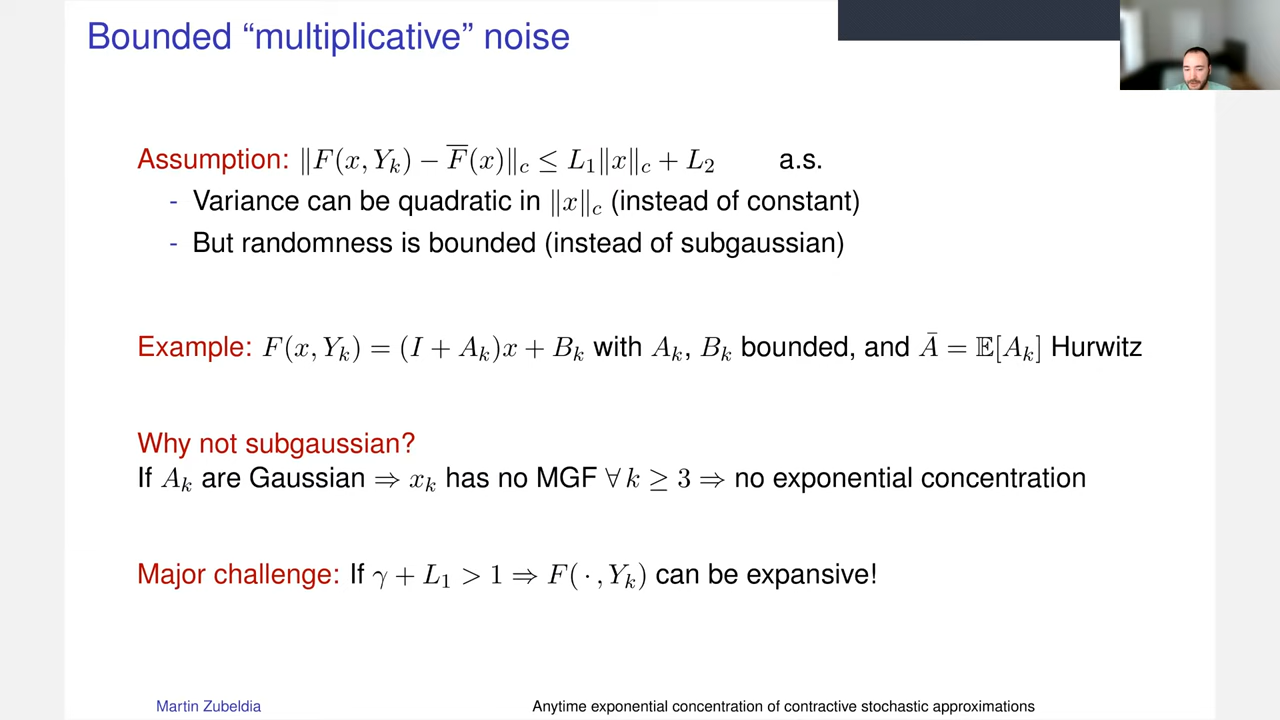 Bounded “multiplicative” noise
Assumption: ‖F(x, Y_k) − F̅(x)‖_c ≤ L_1‖x‖_c + L_2 a.s.
- Variance can be quadratic in ‖x‖_c (instead of constant)
- But randomness is bounded (instead of subgaussian)
Example: F(x, Y_k) = (I + A_k)x + B_k with A_k, B_k bounded, and Ā = 𝔼[A_k] Hurwitz
Why not subgaussian?
If A_k are Gaussian ⇒ x_k has no MGF ∀ k ≥ 3 ⇒ no exponential concentration
Major challenge: If γ + L_1 > 1 ⇒ F( · , Y_k) can be expansive!
Martin Zubeldia
Anytime exponential concentration of contractive stochastic approximations